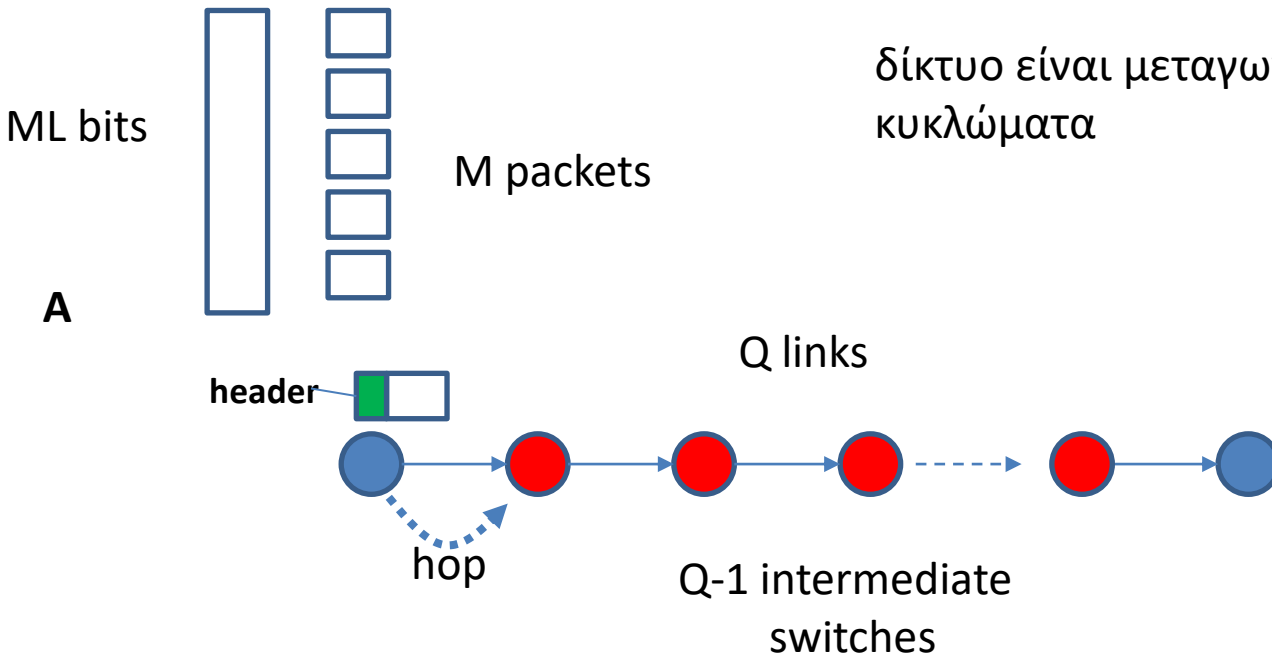 ML bits
M packets
δίκτυο είναι μεταγω
κυκλώματα
A
Q links
header
hop
Q-1 intermediate
switches